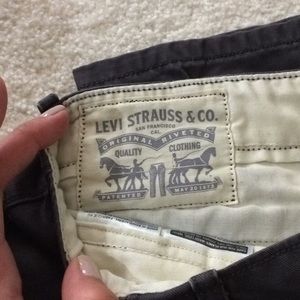 LEVI STRAUSS & CO.
SAN FRANCISCO
CAL.
ORIGINAL RIVETED
QUALITY CLOTHING
PATENTED MAY 20 1873